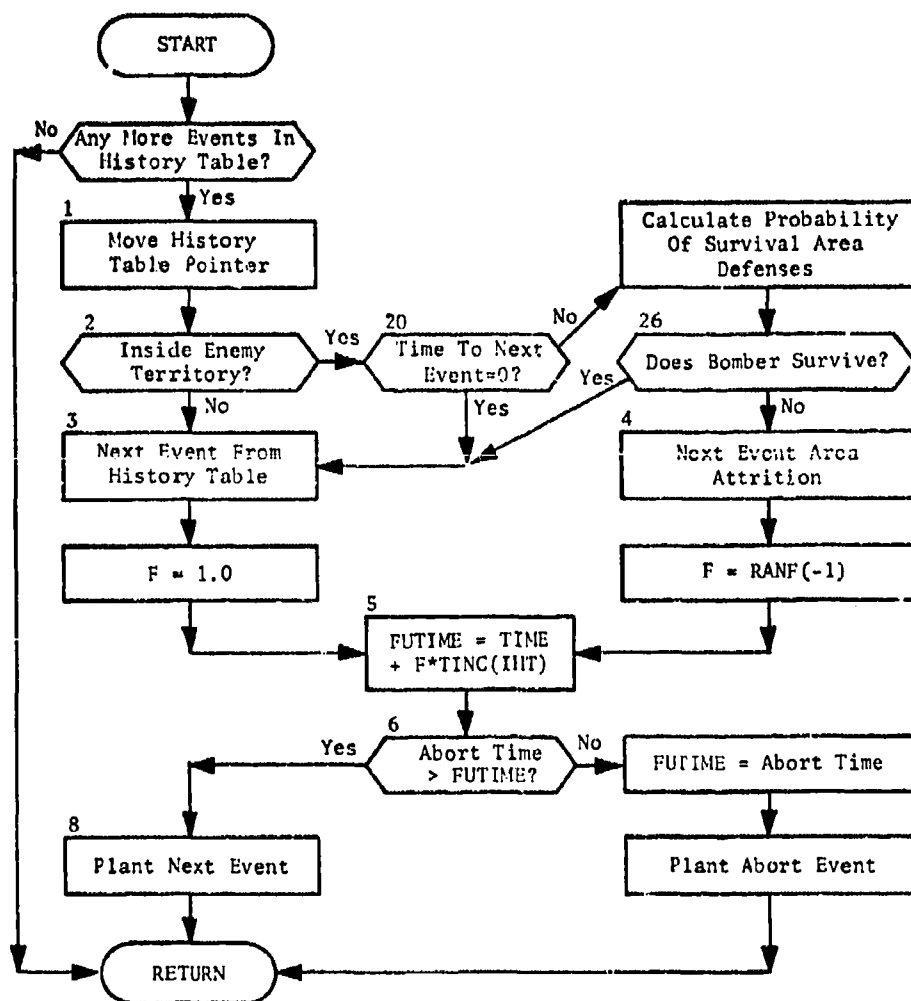 START
No
Any More Events In
History Table?
Yes
1
Move History
Table Pointer
Calculate Probability
Of Survival Area
Defenses
2
Inside Enemy
Territory?
Yes
20
Time To Next
Event=0?
No
Yes
26
Does Bomber Survive?
Yes
No
No
3
Next Event From
History Table
4
Next Event Area
Attrition
F = 1.0
F = RANF(-1)
5
FUTIME = TIME
+ F*TINC(IHT)
6
Yes
Abort Time
> FUTIME?
No
FUTIME = Abort Time
8
Plant Next Event
Plant Abort Event
RETURN